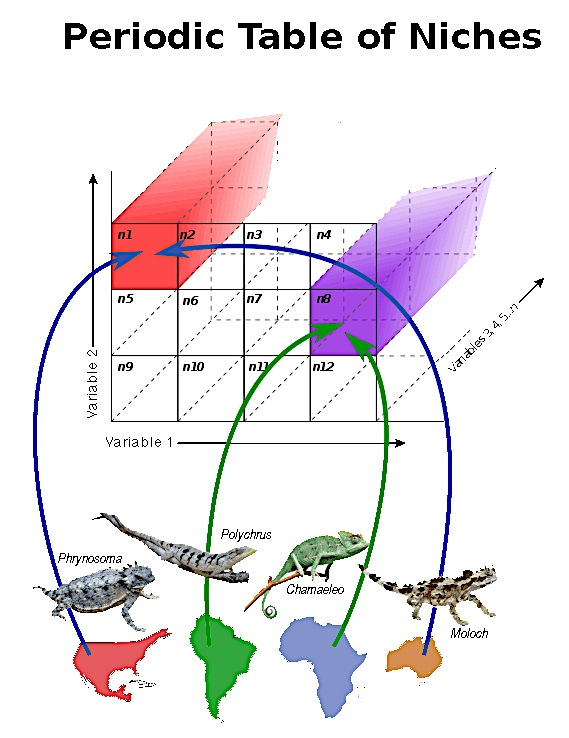 Periodic Table of Niches
n1 n2 n3 n4
n5 n6 n7 n8
n9 n10 n11 n12
Variable 2
Variables 3, 4, 5...n
Variable 1
Polychrus
Phrynosoma
Chamaeleo
Moloch